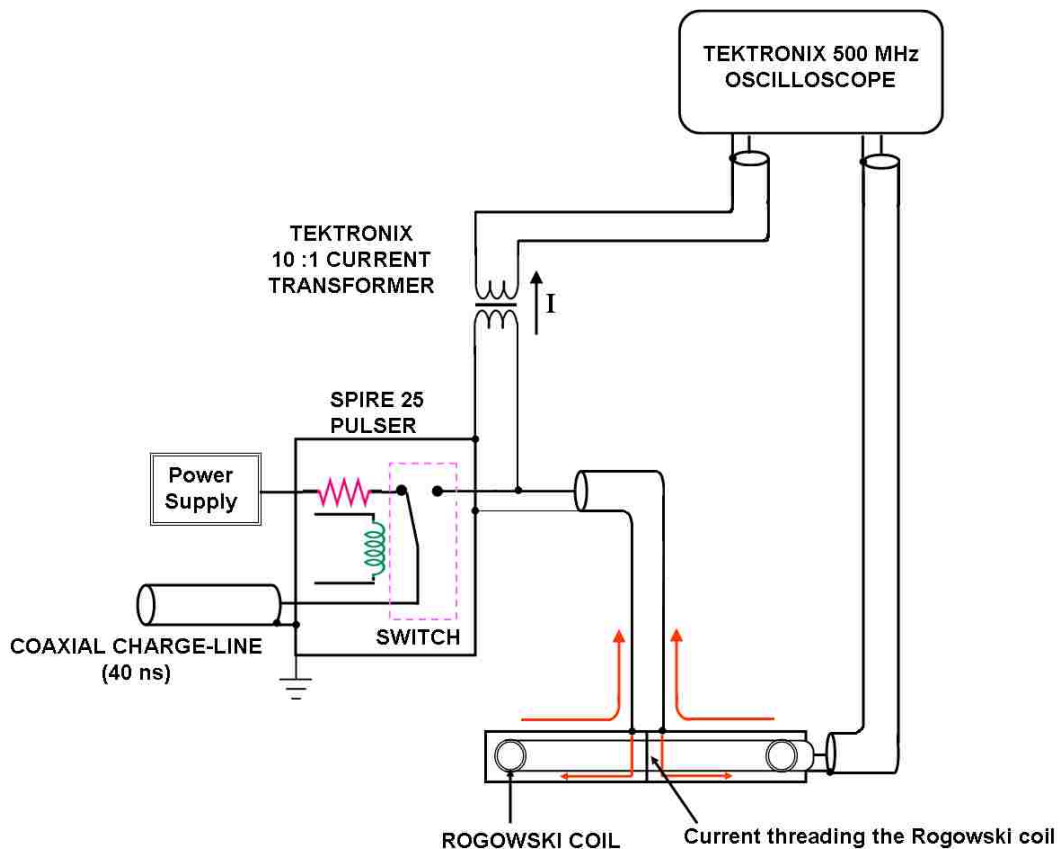 TEKTRONIX 500 MHz
OSCILLOSCOPE
TEKTRONIX
10 :1 CURRENT
TRANSFORMER
I
SPIRE 25
PULSER
Power
Supply
SWITCH
COAXIAL CHARGE-LINE
(40 ns)
ROGOWSKI COIL
Current threading the Rogowski coil